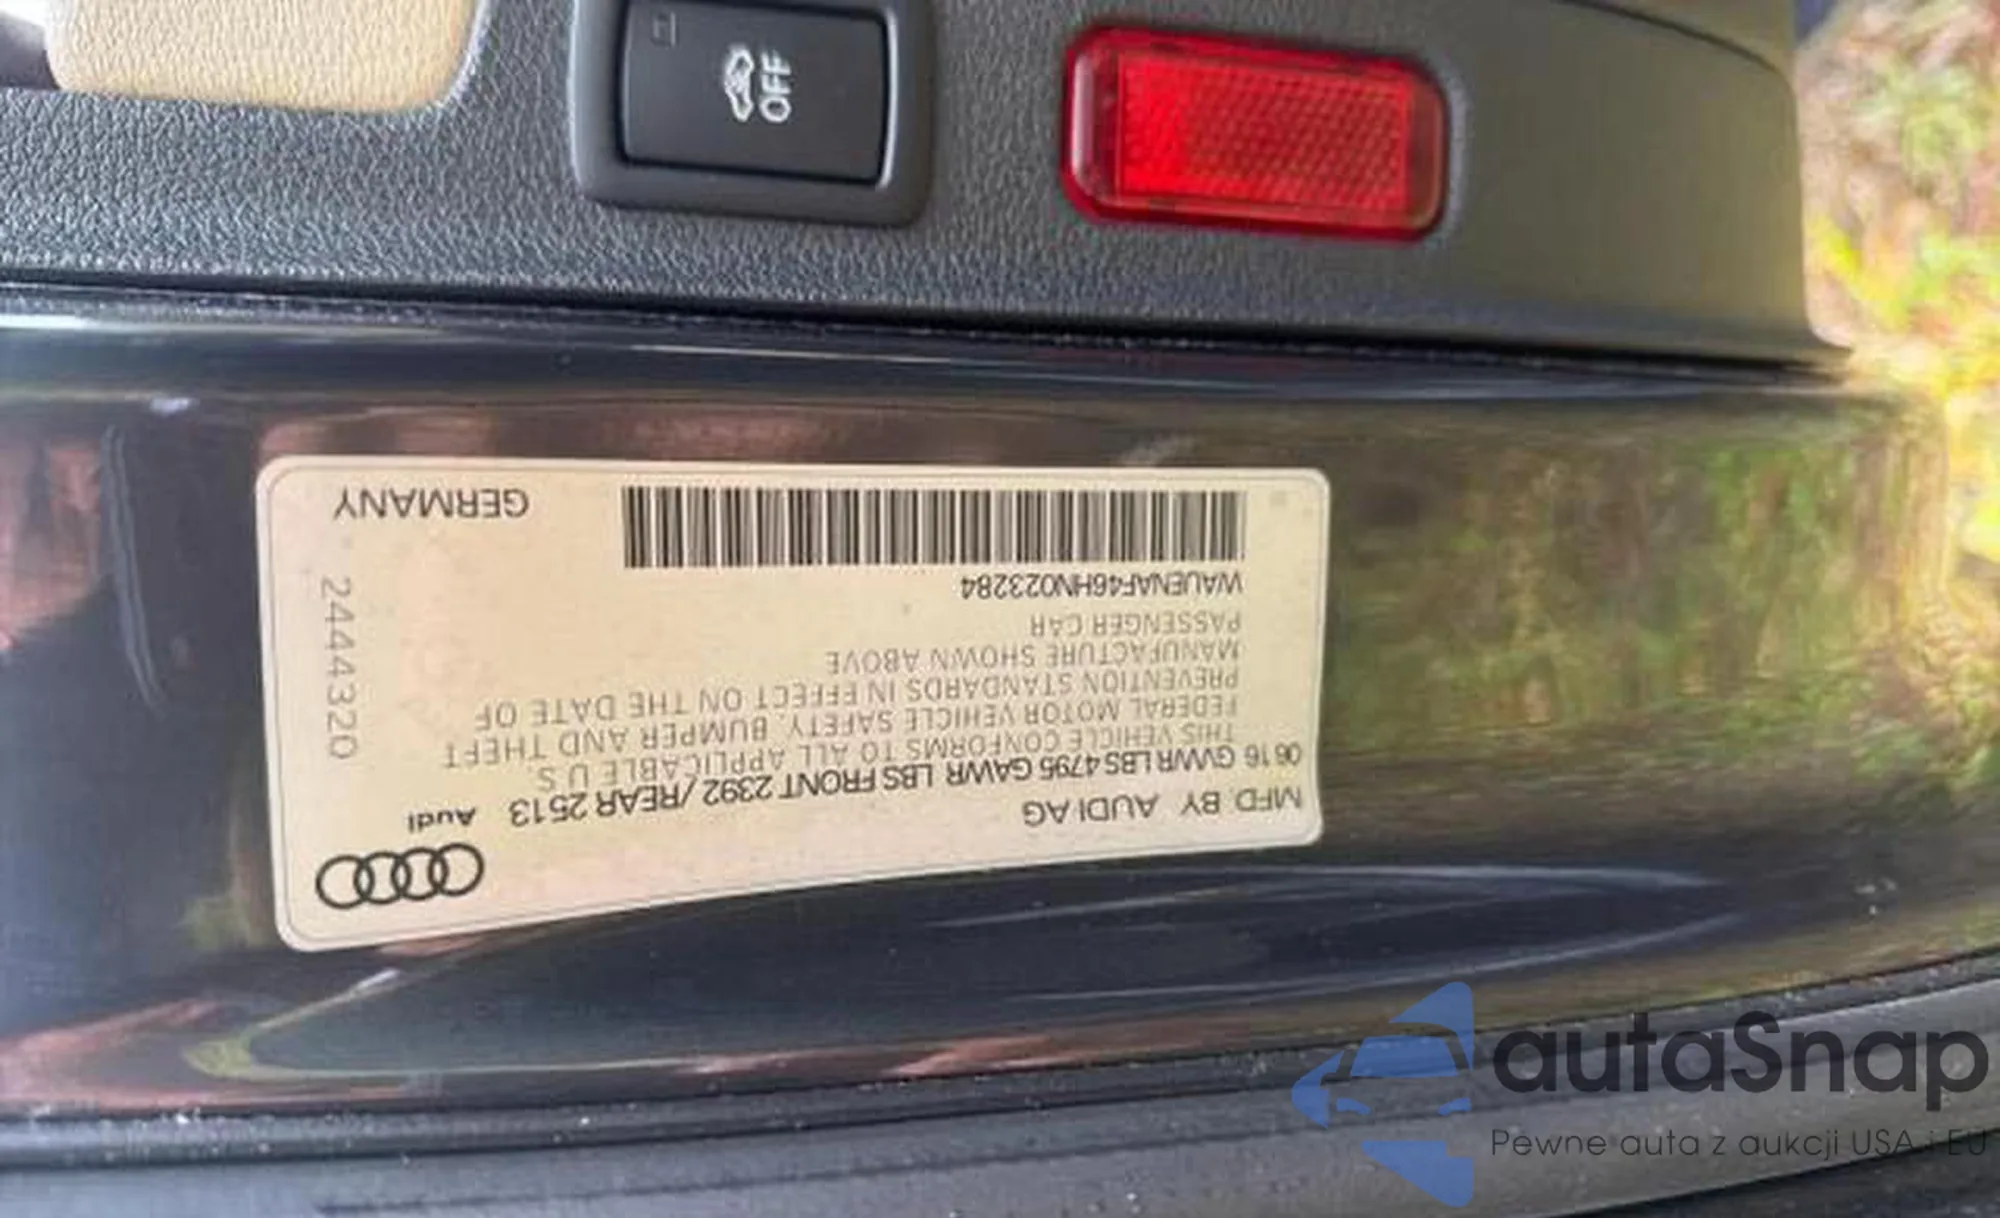 OFF
Audi
MFD. BY AUDI AG
0616 GVWR LBS 4795 GAWR LBS FRONT 2392 / REAR 2513
THIS VEHICLE CONFORMS TO ALL APPLICABLE U S.
FEDERAL MOTOR VEHICLE SAFETY. BUMPER AND THEFT
PREVENTION STANDARDS IN EFFECT ON THE DATE OF
MANUFACTURE SHOWN ABOVE
PASSENGER CAR
WAUENAF46HN023284
GERMANY
2444320
autaSnap
Pewne auta z aukcji USA i EU